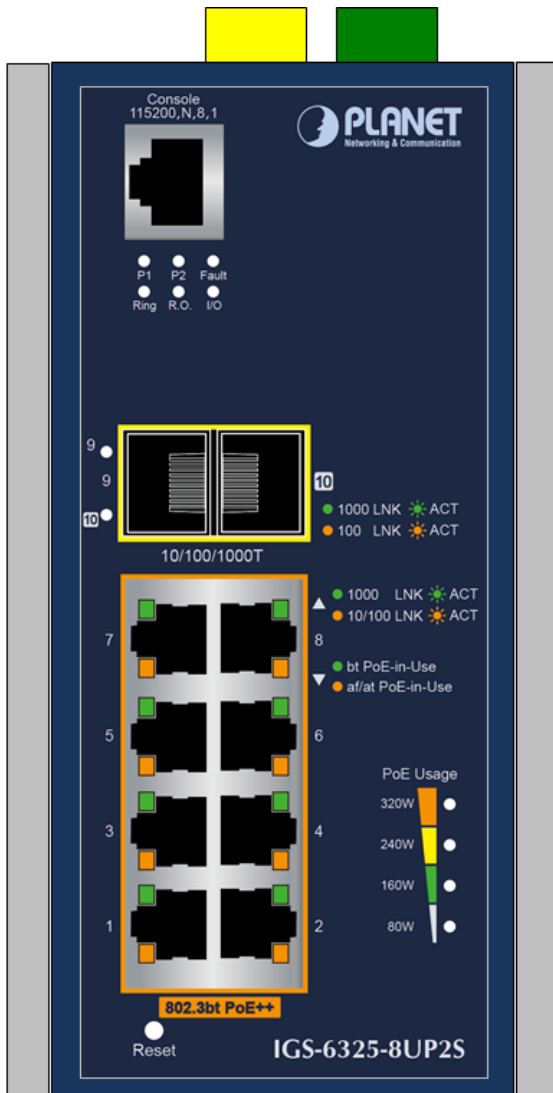 Console
115200,N,8,1
PLANET
Networking & Communication
P1 P2 Fault
Ring R.O. I/O
9
9
10
10
1000 LNK ACT
100 LNK ACT
10/100/1000T
1000 LNK ACT
10/100 LNK ACT
7
8
bt PoE-in-Use
af/at PoE-in-Use
5
6
PoE Usage
320W
240W
160W
80W
3
4
1
2
802.3bt PoE++
Reset
IGS-6325-8UP2S